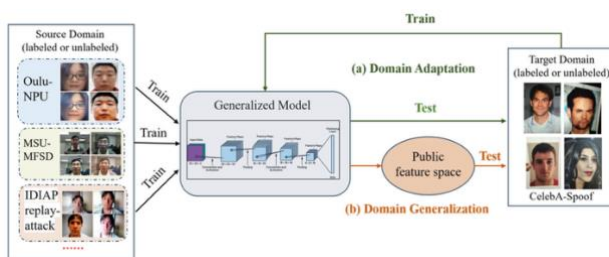 Source Domain
(labeled or unlabeled)
Oulu-
NPU
MSU-
MFSD
IDIAP
replay-
attack
......
Train
Train
Train
Generalized Model
Train
(a) Domain Adaptation
Test
Public
feature space
Test
(b) Domain Generalization
Target Domain
(labeled or unlabeled)
CelebA-Spoof